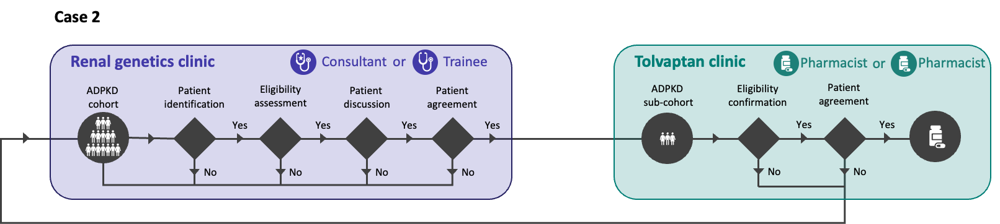 Case 2
Renal genetics clinic
Consultant or Trainee
ADPKD
cohort
Patient
identification
Eligibility
assessment
Patient
discussion
Patient
agreement
Yes
Yes
Yes
Yes
No
No
No
No
Tolvaptan clinic
Pharmacist or Pharmacist
ADPKD
sub-cohort
Eligibility
confirmation
Patient
agreement
Yes
Yes
No
No